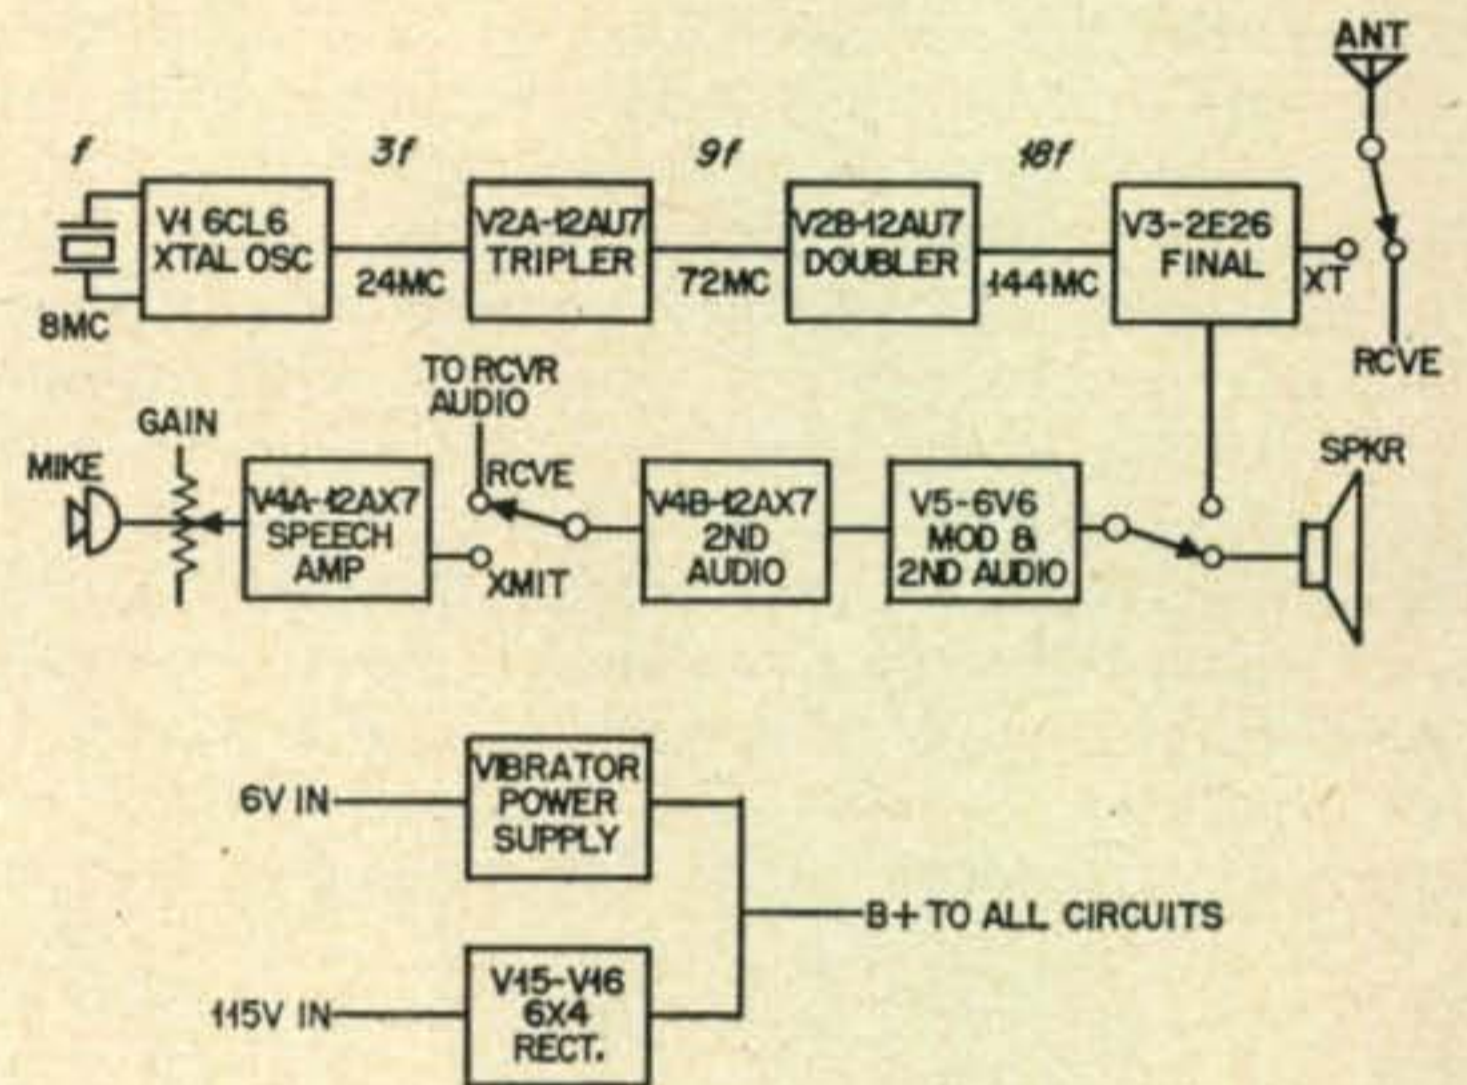 ANT
f
3f
9f
18f
V1 6CL6
XTAL OSC
V2A-12AU7
TRIPLER
V2B-12AU7
DOUBLER
V3-2E26
FINAL
8MC
24MC
72MC
144MC
XT
RCVE
TO RCVR
AUDIO
MIKE
GAIN
V4A-12AX7
SPEECH
AMP
RCVE
XMIT
V4B-12AX7
2ND
AUDIO
V5-6V6
MOD &
2ND AUDIO
SPKR
6V IN
VIBRATOR
POWER
SUPPLY
B+ TO ALL CIRCUITS
115V IN
V15-V16
6X4
RECT.